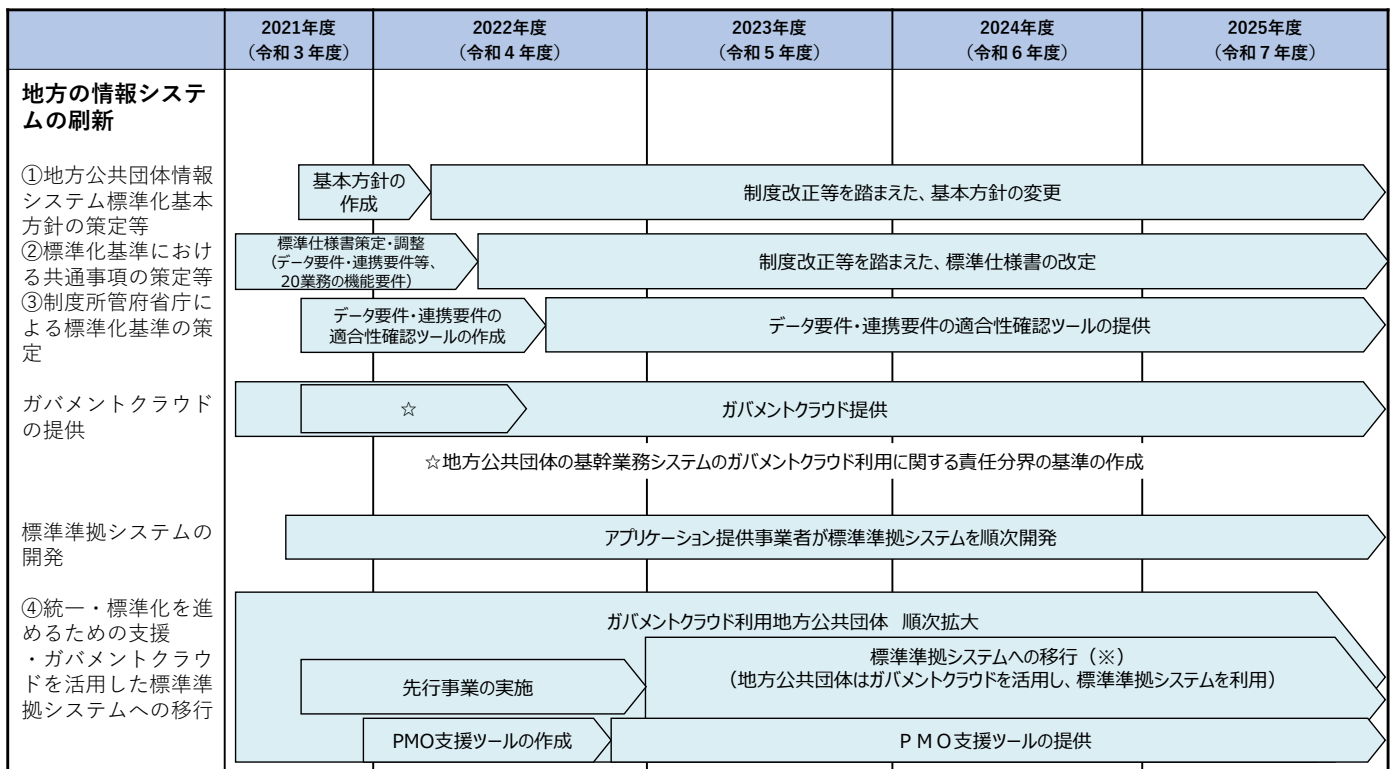 2021年度
（令和３年度）
2022年度
（令和４年度）
2023年度
（令和５年度）
2024年度
（令和６年度）
2025年度
（令和７年度）
地方の情報システ
ムの刷新
①地方公共団体情報
システム標準化基本
方針の策定等
②標準化基準におけ
る共通事項の策定等
③制度所管府省庁に
よる標準化基準の策
定
基本方針の
作成
制度改正等を踏まえた、基本方針の変更
標準仕様書策定・調整
（データ要件・連携要件等、
20業務の機能要件）
制度改正等を踏まえた、標準仕様書の改定
データ要件・連携要件の
適合性確認ツールの作成
データ要件・連携要件の適合性確認ツールの提供
ガバメントクラウド
の提供
☆
ガバメントクラウド提供
☆地方公共団体の基幹業務システムのガバメントクラウド利用に関する責任分界の基準の作成
標準準拠システムの
開発
アプリケーション提供事業者が標準準拠システムを順次開発
④統一・標準化を進
めるための支援
・ガバメントクラウ
ドを活用した標準準
拠システムへの移行
ガバメントクラウド利用地方公共団体　順次拡大
標準準拠システムへの移行（※）
（地方公共団体はガバメントクラウドを活用し、標準準拠システムを利用）
先行事業の実施
PMO支援ツールの作成
ＰＭＯ支援ツールの提供